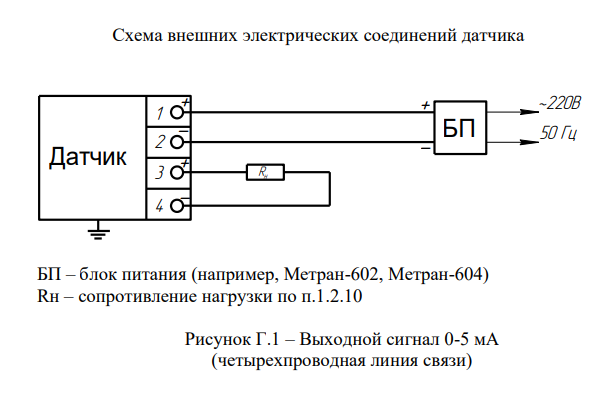 Схема внешних электрических соединений датчика
Датчик
1 +
2 –
3 +
4 –
Rн
+
–
БП
~220В
50 Гц
БП – блок питания (например, Метран-602, Метран-604)
Rн – сопротивление нагрузки по п.1.2.10
Рисунок Г.1 – Выходной сигнал 0-5 мА
(четырехпроводная линия связи)